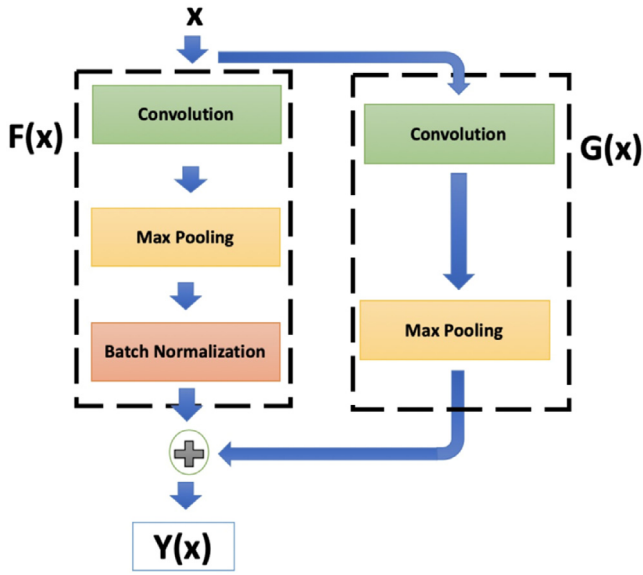 x
F(x)
Convolution
Max Pooling
Batch Normalization
G(x)
Convolution
Max Pooling
Y(x)